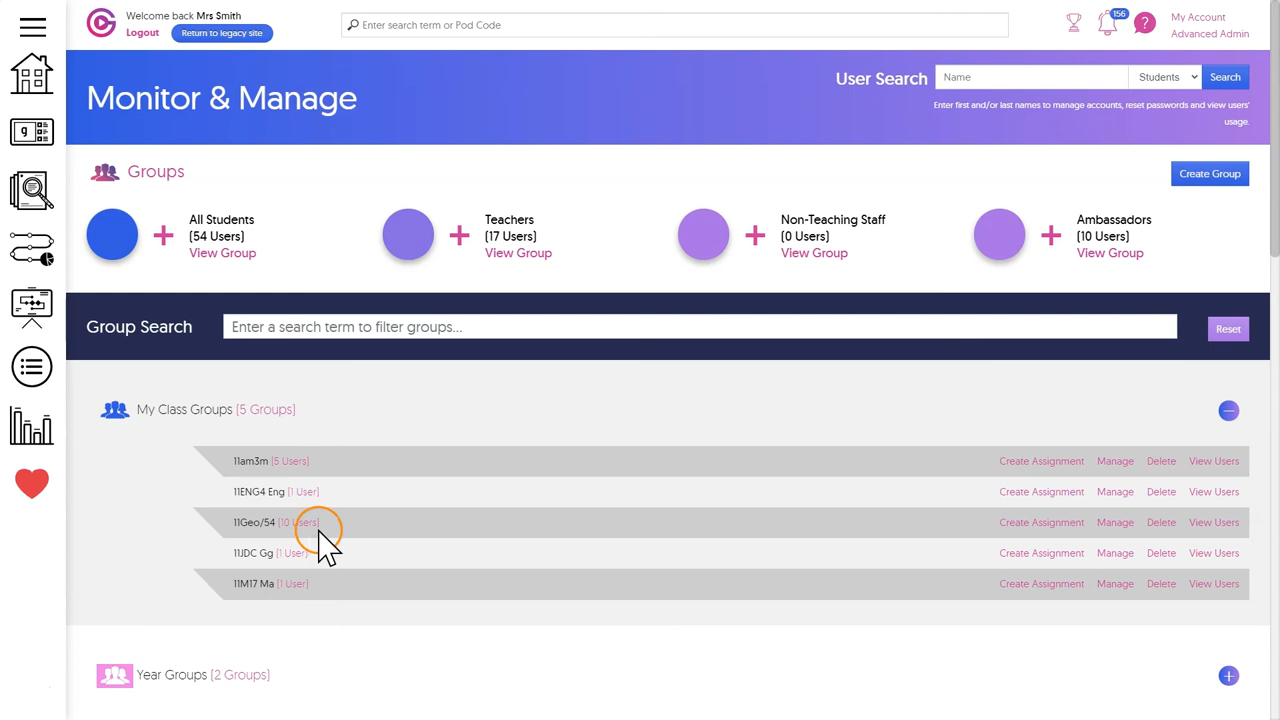 Welcome back Mrs Smith
Logout
Return to legacy site
Enter search term or Pod Code
156
?
My Account
Advanced Admin
Monitor & Manage
User Search
Name
Students
Search
Enter first and/or last names to manage accounts, reset passwords and view users'
usage.
Groups
Create Group
All Students
(54 Users)
View Group
Teachers
(17 Users)
View Group
Non-Teaching Staff
(0 Users)
View Group
Ambassadors
(10 Users)
View Group
Group Search
Enter a search term to filter groups...
Reset
My Class Groups (5 Groups)
11am3m (5 Users) Create Assignment Manage Delete View Users
11ENG4 Eng (1 User) Create Assignment Manage Delete View Users
11Geo/54 (10 Users) Create Assignment Manage Delete View Users
11JDC Gg (1 User) Create Assignment Manage Delete View Users
11M17 Ma (1 User) Create Assignment Manage Delete View Users
Year Groups (2 Groups)